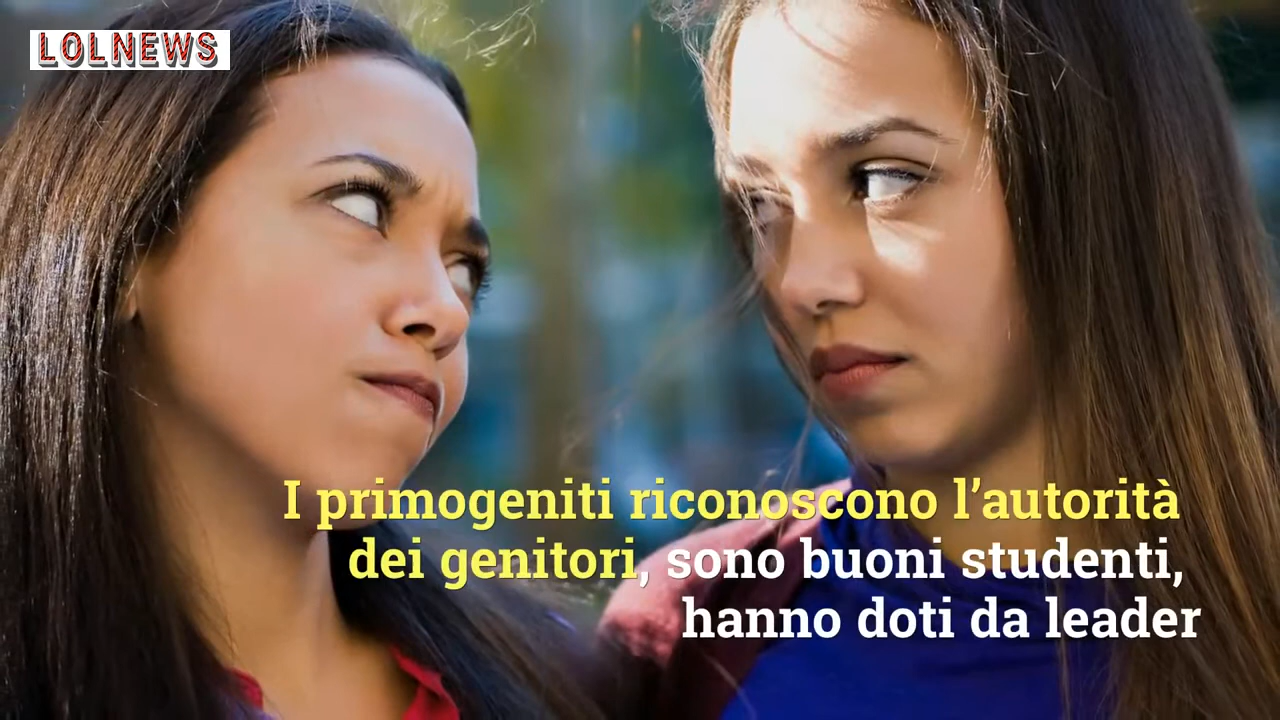 LOLNEWS
I primogeniti riconoscono l’autorità
dei genitori, sono buoni studenti,
hanno doti da leader